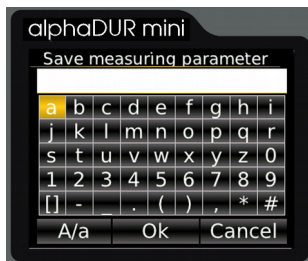 alphaDUR mini
Save measuring parameter
a b c d e f g h i
j k l m n o p q r
s t u v w x y z 0
1 2 3 4 5 6 7 8 9
[] - _ . ( ) , * #
A/a Ok Cancel